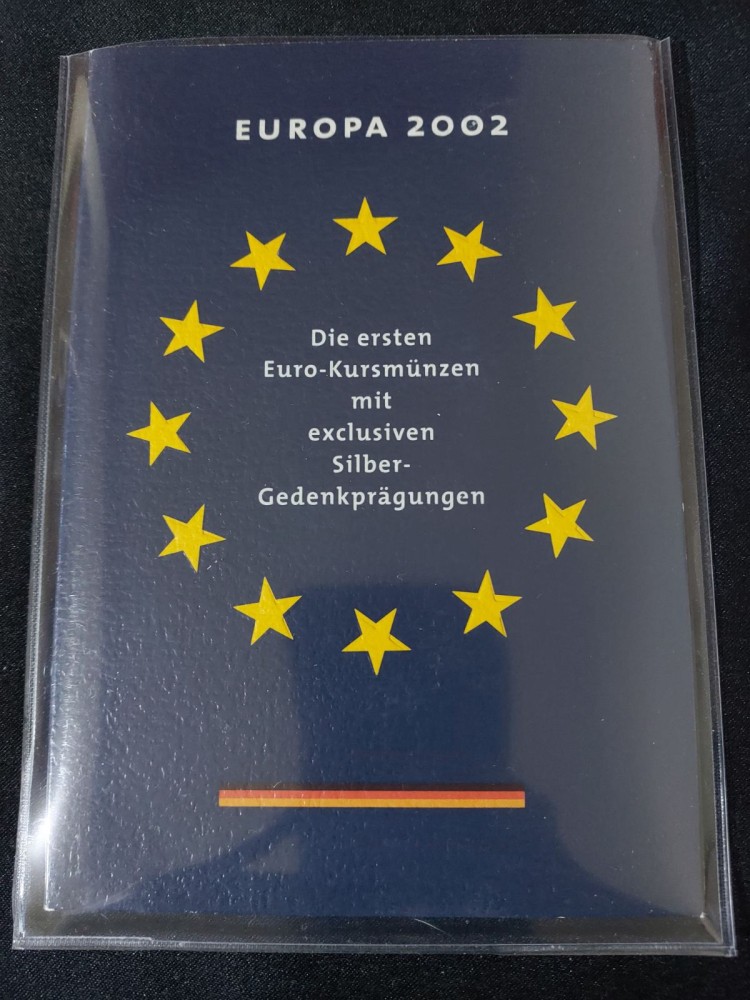 EUROPA 2002
Die ersten
Euro-Kursmünzen
mit
exclusiven
Silber-
Gedenkprägungen